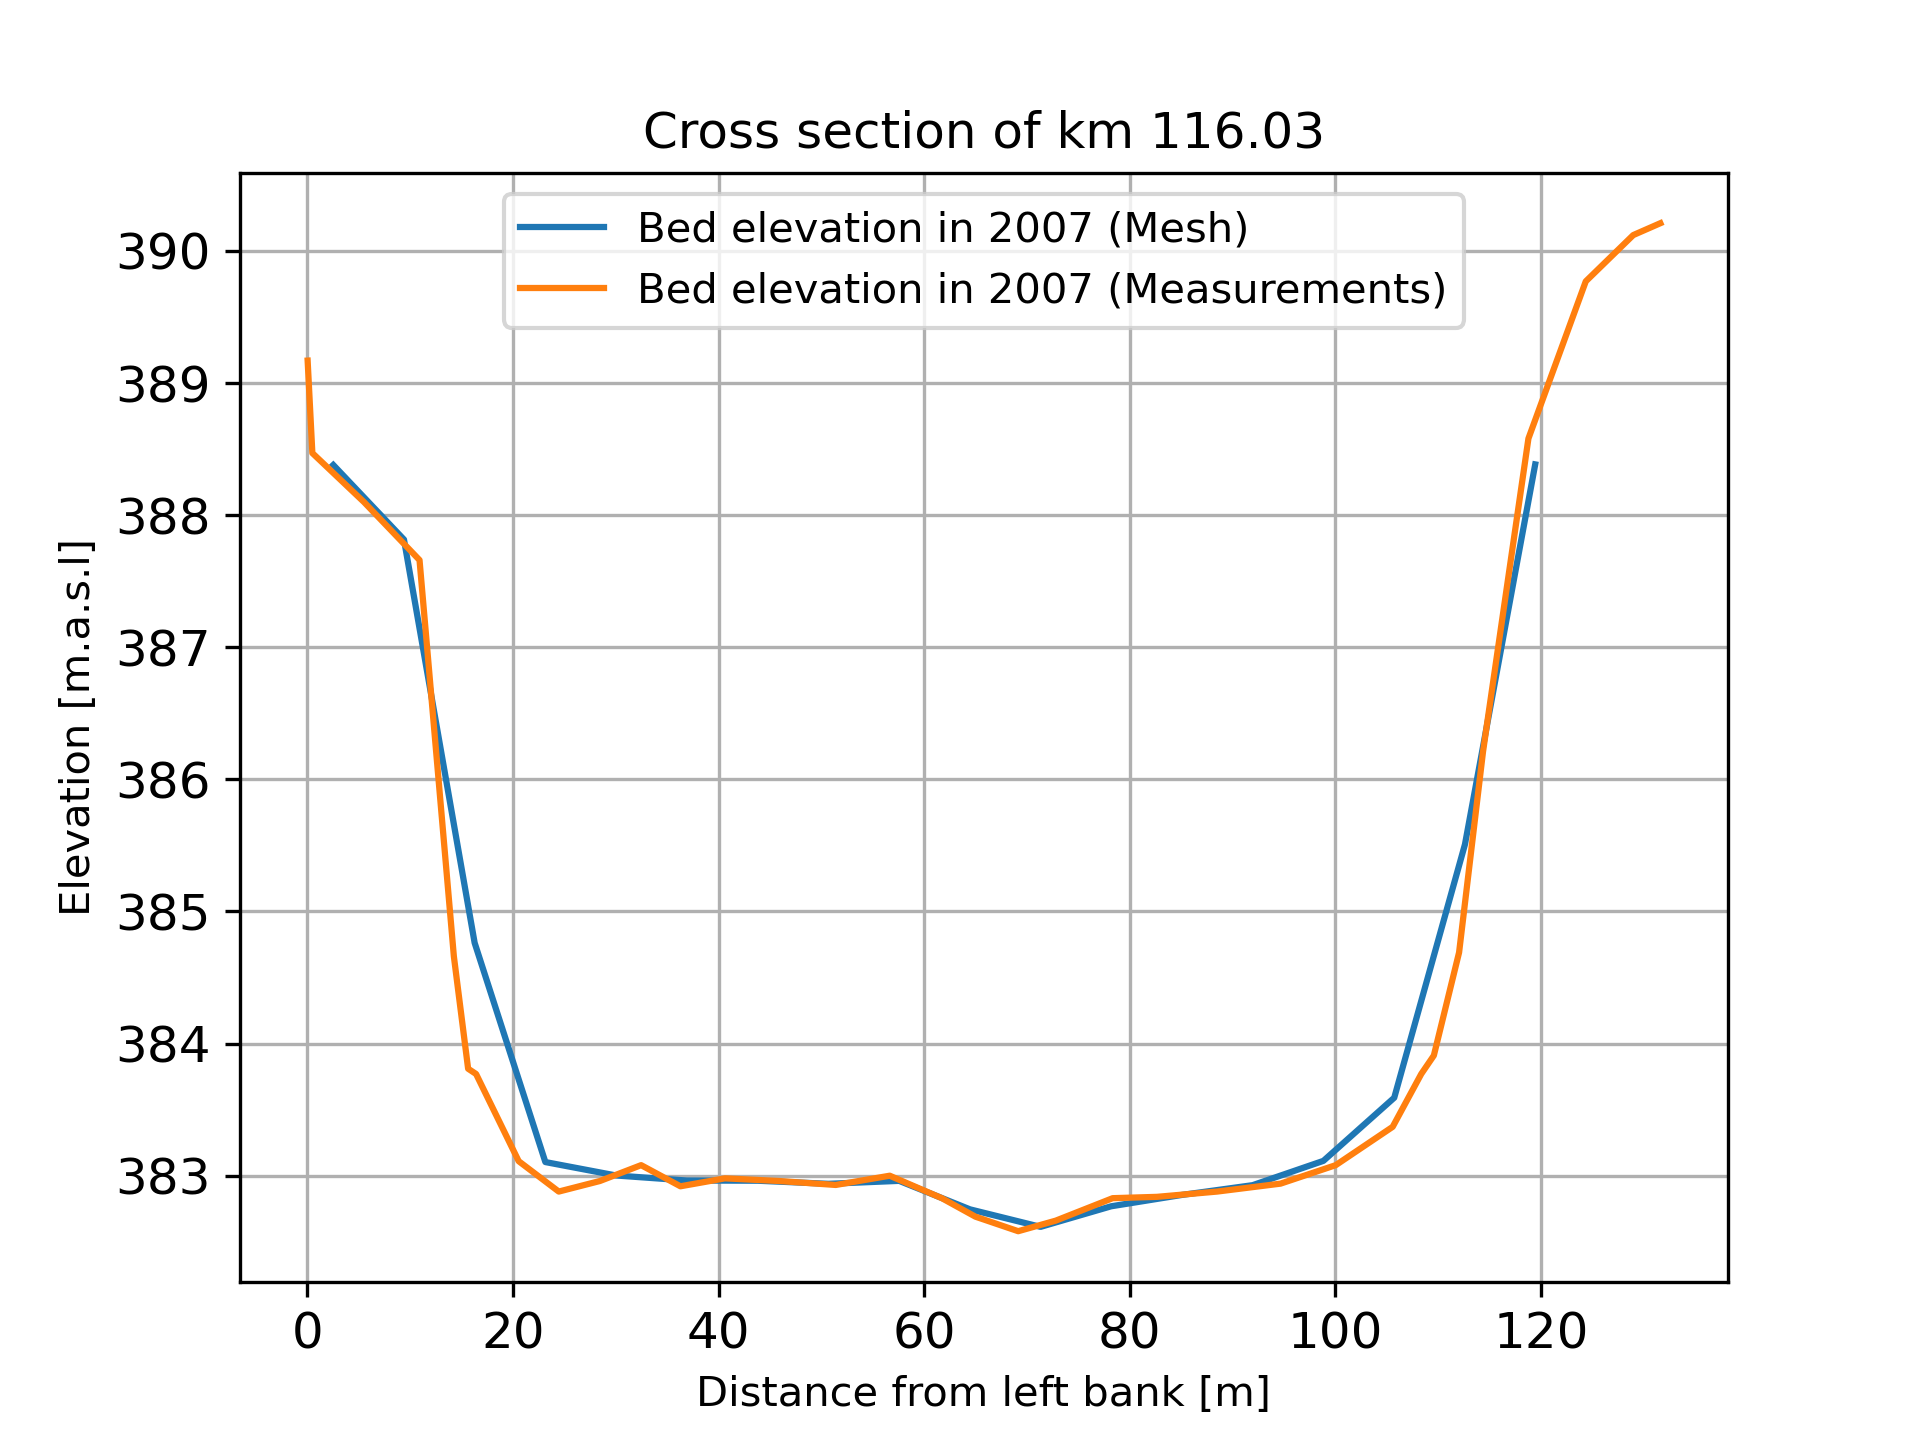 Cross section of km 116.03
Bed elevation in 2007 (Mesh)
Bed elevation in 2007 (Measurements)
Elevation [m.a.s.l]
390
389
388
387
386
385
384
383
0 20 40 60 80 100 120
Distance from left bank [m]